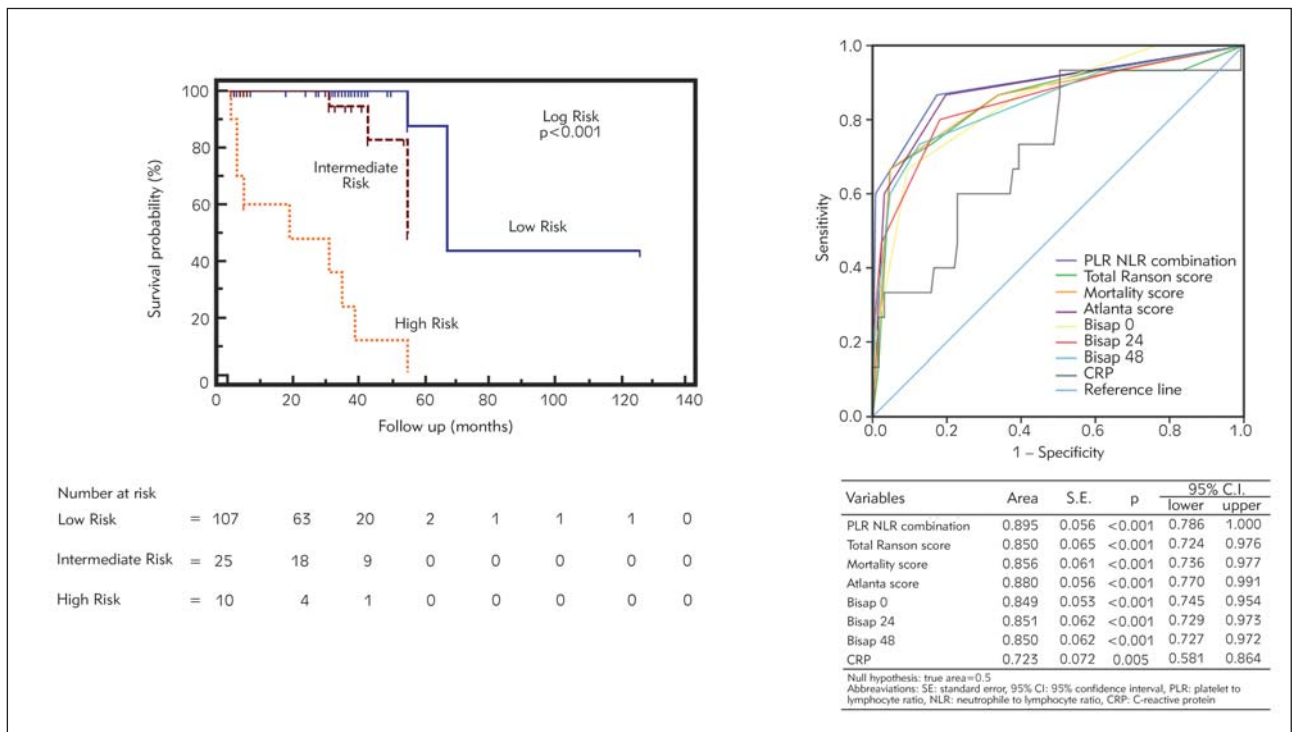 Survival probability (%)
100
80
60
40
20
0
Log Risk
p<0.001
Intermediate
Risk
Low Risk
High Risk
0 20 40 60 80 100 120 140
Follow up (months)
Number at risk
Low Risk = 107 63 20 2 1 1 1 0
Intermediate Risk = 25 18 9 0 0 0 0 0
High Risk = 10 4 1 0 0 0 0 0
Sensitivity
1.0
0.8
0.6
0.4
0.2
0.0
PLR NLR combination
Total Ranson score
Mortality score
Atlanta score
Bisap 0
Bisap 24
Bisap 48
CRP
Reference line
0.0 0.2 0.4 0.6 0.8 1.0
1 – Specificity
Variables Area S.E. p 95% C.I.
lower upper
PLR NLR combination 0.895 0.056 <0.001 0.786 1.000
Total Ranson score 0.850 0.065 <0.001 0.724 0.976
Mortality score 0.856 0.061 <0.001 0.736 0.977
Atlanta score 0.880 0.056 <0.001 0.770 0.991
Bisap 0 0.849 0.053 <0.001 0.745 0.954
Bisap 24 0.851 0.062 <0.001 0.729 0.973
Bisap 48 0.850 0.062 <0.001 0.727 0.972
CRP 0.723 0.072 0.005 0.581 0.864
Null hypothesis: true area=0.5
Abbreaviations: SE: standard error, 95% CI: 95% confidence interval, PLR: platelet to
lymphocyte ratio, NLR: neutrophile to lymphocyte ratio, CRP: C-reactive protein